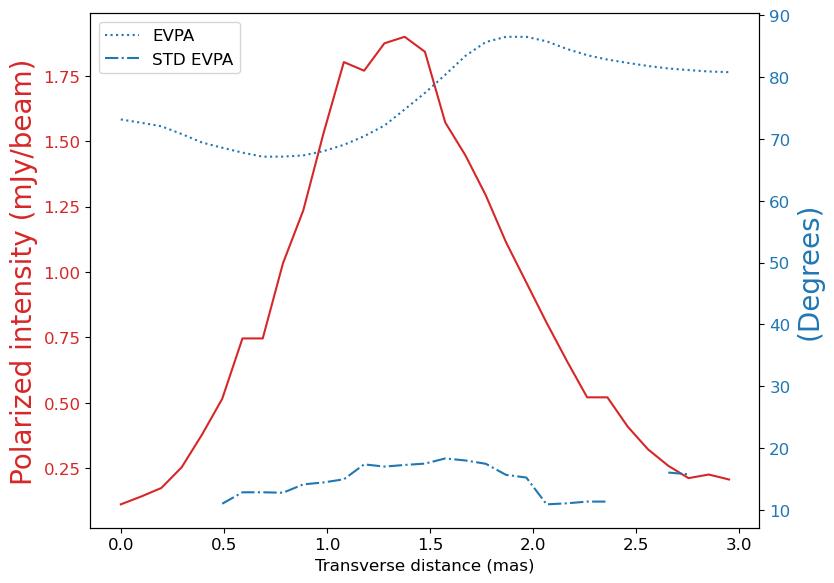 EVPA
STD EVPA
Polarized intensity (mJy/beam)
1.75
1.50
1.25
1.00
0.75
0.50
0.25
90
80
70
60
50
40
30
20
10
(Degrees)
0.0 0.5 1.0 1.5 2.0 2.5 3.0
Transverse distance (mas)